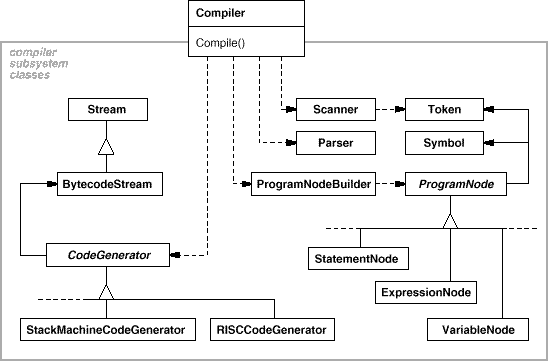 Compiler
Compile()
compiler
subsystem
classes
Stream
Scanner
Token
Parser
Symbol
BytecodeStream
ProgramNodeBuilder
ProgramNode
CodeGenerator
StatementNode
ExpressionNode
StackMachineCodeGenerator
RISCCodeGenerator
VariableNode